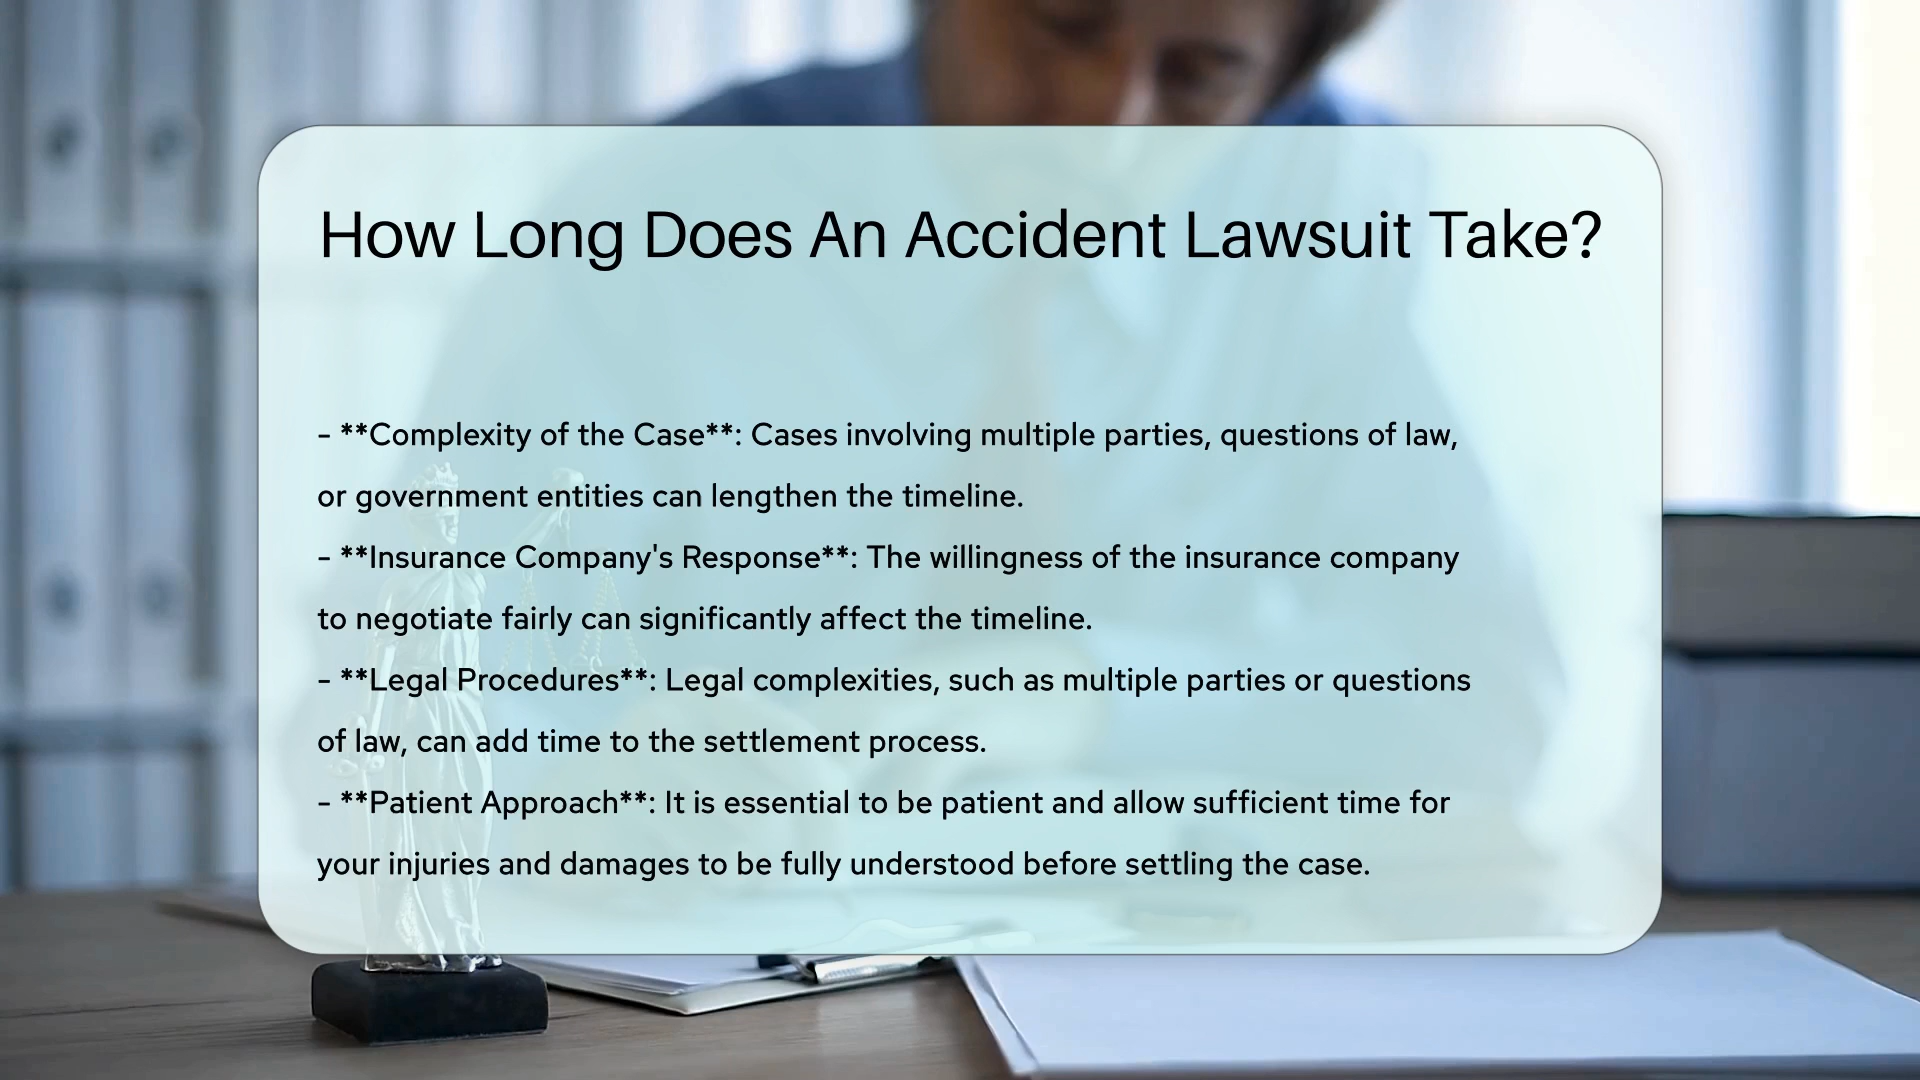 How Long Does An Accident Lawsuit Take?
- **Complexity of the Case**: Cases involving multiple parties, questions of law,
or government entities can lengthen the timeline.
- **Insurance Company's Response**: The willingness of the insurance company
to negotiate fairly can significantly affect the timeline.
- **Legal Procedures**: Legal complexities, such as multiple parties or questions
of law, can add time to the settlement process.
- **Patient Approach**: It is essential to be patient and allow sufficient time for
your injuries and damages to be fully understood before settling the case.